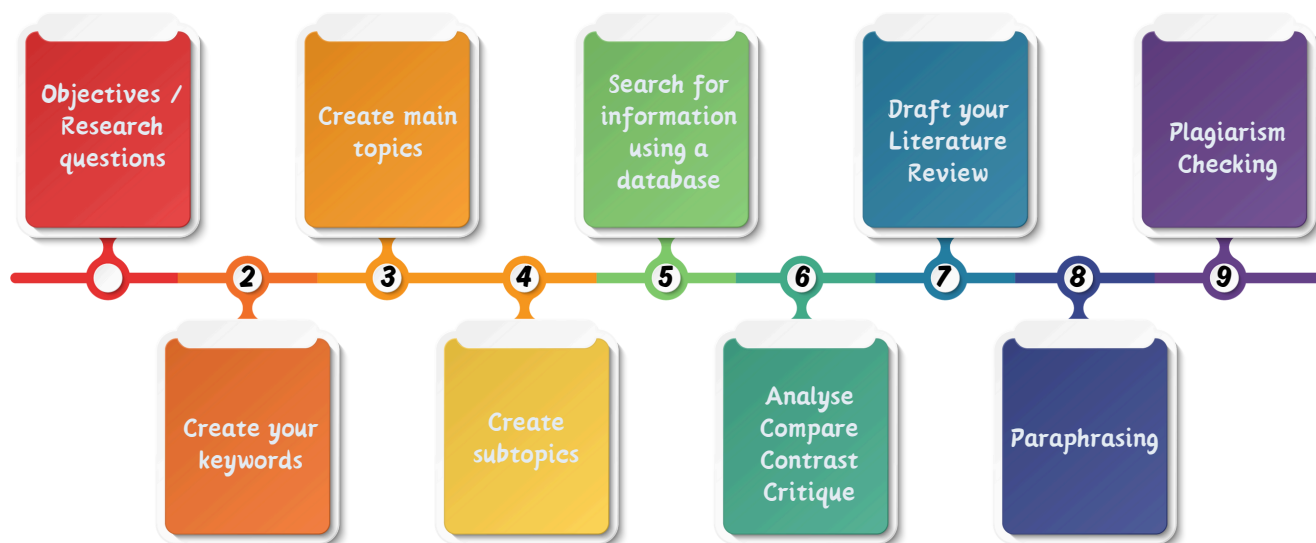 Objectives /
Research
questions
Create main
topics
Search for
information
using a
database
Draft your
Literature
Review
Plagiarism
Checking
2
3
4
5
6
7
8
9
Create your
keywords
Create
subtopics
Analyse
Compare
Contrast
Critique
Paraphrasing